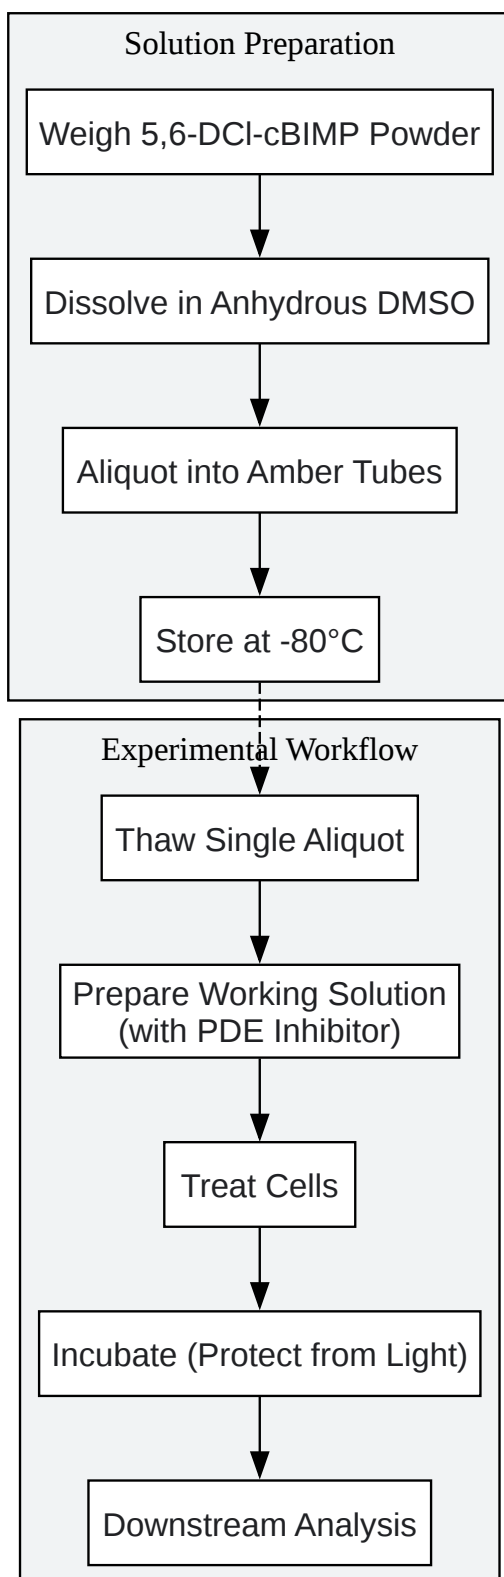 Solution Preparation
Weigh 5,6-DCl-cBIMP Powder
Dissolve in Anhydrous DMSO
Aliquot into Amber Tubes
Store at -80°C
Experimental Workflow
Thaw Single Aliquot
Prepare Working Solution
(with PDE Inhibitor)
Treat Cells
Incubate (Protect from Light)
Downstream Analysis